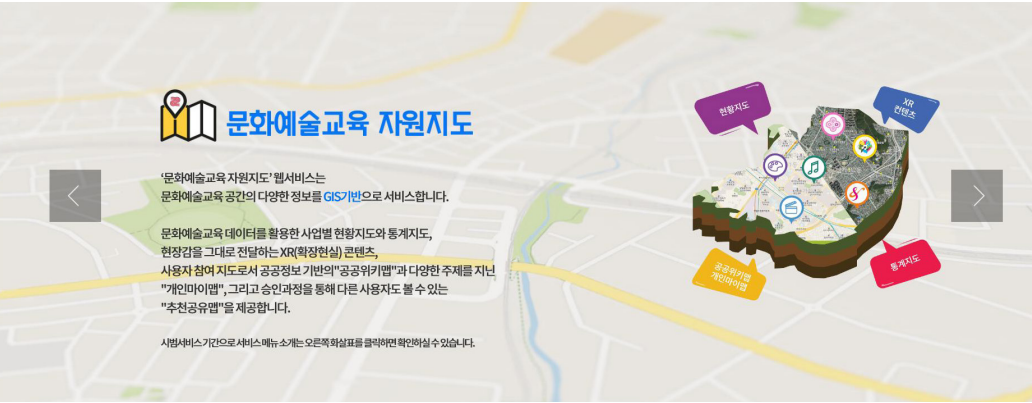 문화예술교육 자원지도
'문화예술교육 자원지도' 웹서비스는
문화예술교육 공간의 다양한 정보를 GIS기반으로 서비스합니다.
문화예술교육 데이터를 활용한 사업별 현황지도와 통계지도,
현장감을 그대로 전달하는 XR(확장현실) 콘텐츠,
사용자 참여 지도로서 공공정보 기반의"공공위키맵"과 다양한 주제를 지닌
"개인마이맵", 그리고 승인과정을 통해 다른 사용자도 볼 수 있는
"추천공유맵"을 제공합니다.
시범서비스 기간으로 서비스 메뉴 소개는 오른쪽 화살표를 클릭하면 확인하실 수 있습니다.
현황지도
XR
컨텐츠
공공위키맵
개인마이맵
통계지도